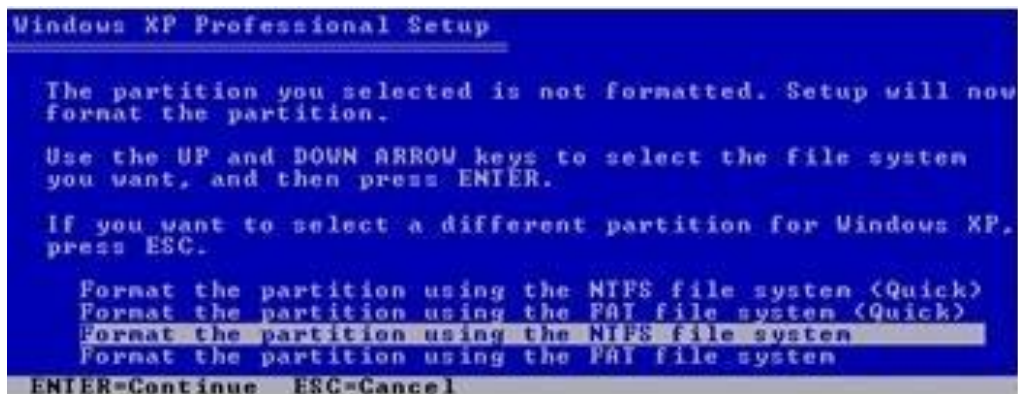 Windows XP Professional Setup
The partition you selected is not formatted. Setup will now
format the partition.
Use the UP and DOWN ARROW keys to select the file system
you want, and then press ENTER.
If you want to select a different partition for Windows XP,
press ESC.
Format the partition using the NTFS file system (Quick)
Format the partition using the FAT file system (Quick)
Format the partition using the NTFS file system
Format the partition using the FAT file system
ENTER=Continue ESC=Cancel